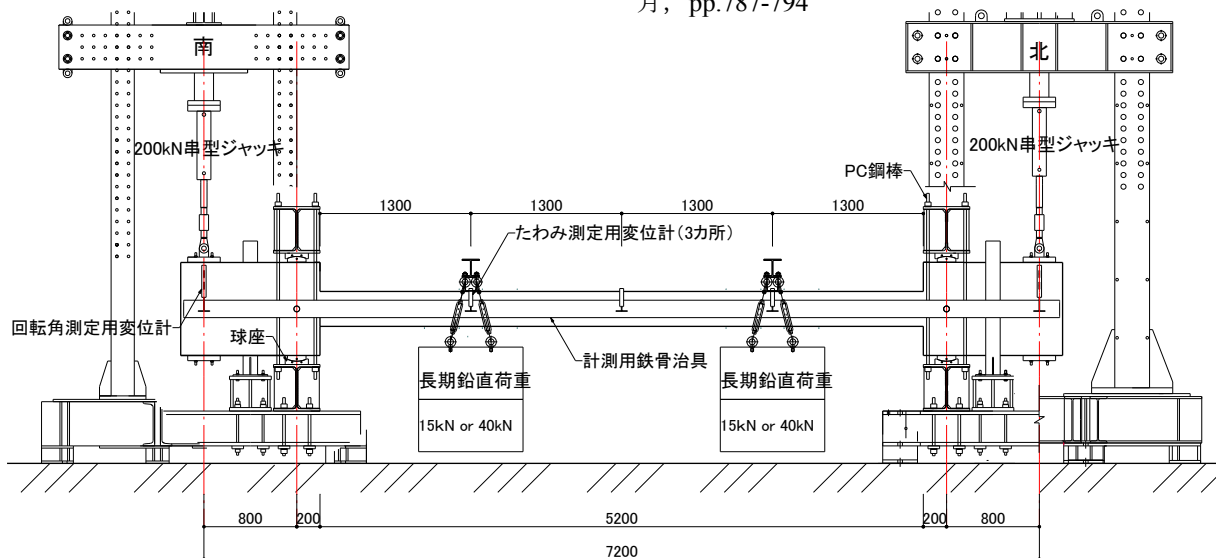 月，pp.787-794
南
北
200kN串型ジャッキ
200kN串型ジャッキ
PC鋼棒
1300
1300
1300
1300
たわみ測定用変位計（3カ所）
回転角測定用変位計
球座
計測用鉄骨治具
長期鉛直荷重
長期鉛直荷重
15kN or 40kN
15kN or 40kN
800
200
5200
200
800
7200